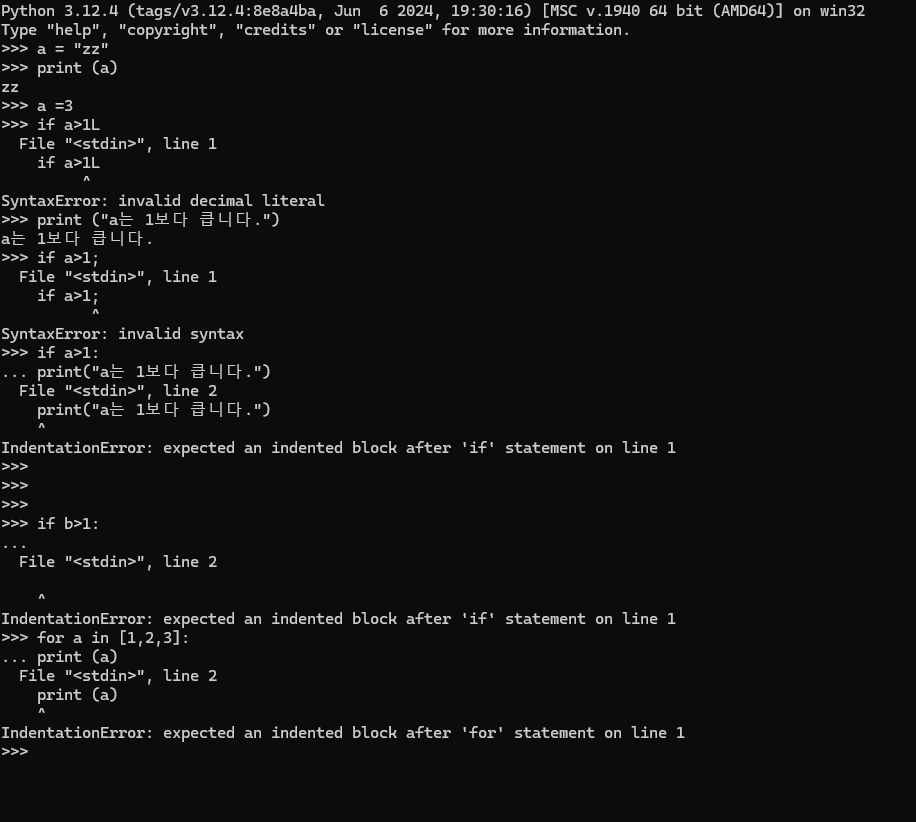 Python 3.12.4 (tags/v3.12.4:8e8a4ba, Jun  6 2024, 19:30:16) [MSC v.1940 64 bit (AMD64)] on win32
Type "help", "copyright", "credits" or "license" for more information.
>>> a = "zz"
>>> print (a)
zz
>>> a =3
>>> if a>1L
  File "<stdin>", line 1
    if a>1L
         ^
SyntaxError: invalid decimal literal
>>> print ("a는 1보다 큽니다.")
a는 1보다 큽니다.
>>> if a>1;
  File "<stdin>", line 1
    if a>1;
          ^
SyntaxError: invalid syntax
>>> if a>1:
... print("a는 1보다 큽니다.")
  File "<stdin>", line 2
    print("a는 1보다 큽니다.")
    ^
IndentationError: expected an indented block after 'if' statement on line 1
>>>
>>>
>>>
>>> if b>1:
...
  File "<stdin>", line 2

    ^
IndentationError: expected an indented block after 'if' statement on line 1
>>> for a in [1,2,3]:
... print (a)
  File "<stdin>", line 2
    print (a)
    ^
IndentationError: expected an indented block after 'for' statement on line 1
>>>